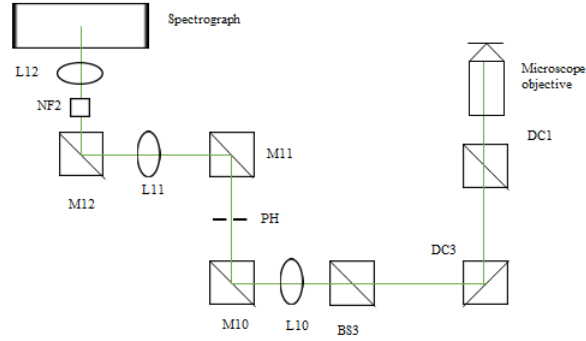 Spectrograph
L12
Microscope
objective
NF2
DC1
M11
L11
M12
PH
DC3
M10
L10
BS3